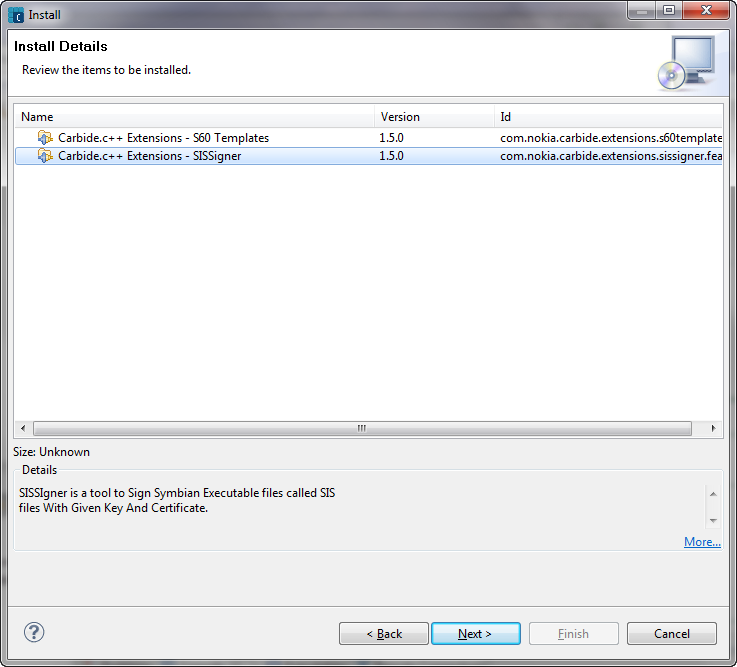 Install
Install Details
Review the items to be installed.
Name Version Id
Carbide.c++ Extensions - S60 Templates 1.5.0 com.nokia.carbide.extensions.s60template
Carbide.c++ Extensions - SISSigner 1.5.0 com.nokia.carbide.extensions.sissigner.fea
Size: Unknown
Details
SISSIgner is a tool to Sign Symbian Executable files called SIS
files With Given Key And Certificate.
More...
< Back Next > Finish Cancel